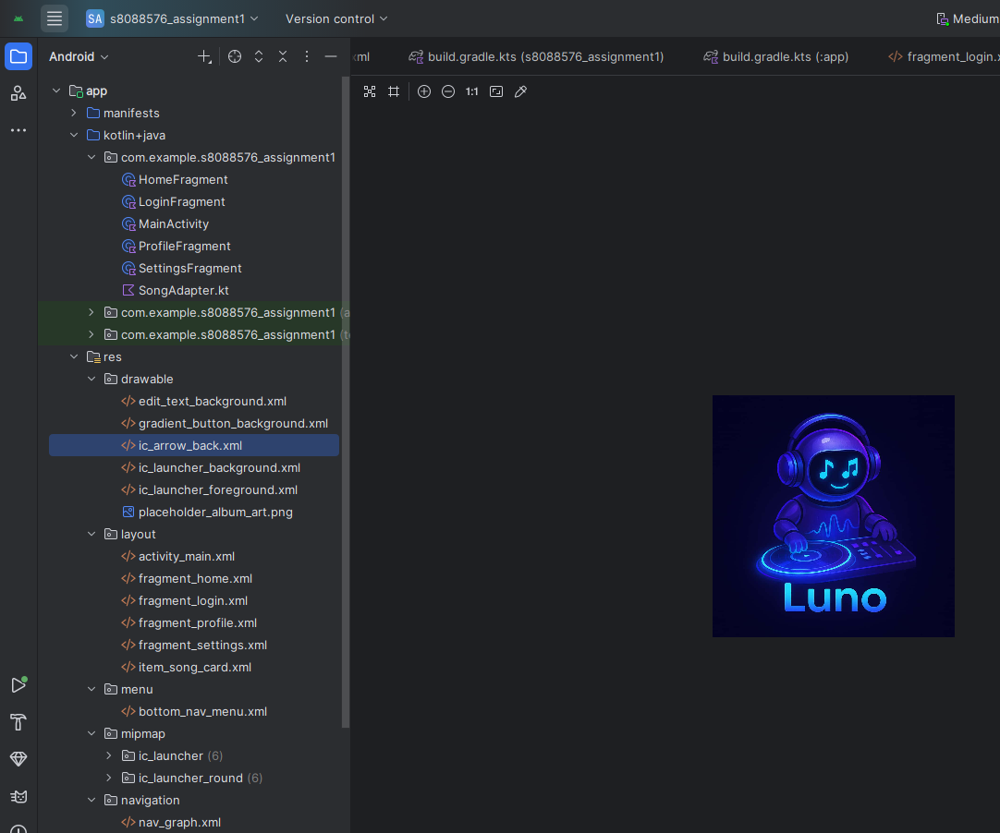 SA s8088576_assignment1 Version control Medium
Android
ml build.gradle.kts (s8088576_assignment1) build.gradle.kts (:app) fragment_login.x
1:1
app
manifests
kotlin+java
com.example.s8088576_assignment1
HomeFragment
LoginFragment
MainActivity
ProfileFragment
SettingsFragment
SongAdapter.kt
com.example.s8088576_assignment1 (a
com.example.s8088576_assignment1 (te
res
drawable
edit_text_background.xml
gradient_button_background.xml
ic_arrow_back.xml
ic_launcher_background.xml
ic_launcher_foreground.xml
placeholder_album_art.png
layout
activity_main.xml
fragment_home.xml
fragment_login.xml
fragment_profile.xml
fragment_settings.xml
item_song_card.xml
menu
bottom_nav_menu.xml
mipmap
ic_launcher (6)
ic_launcher_round (6)
navigation
nav_graph.xml
Luno